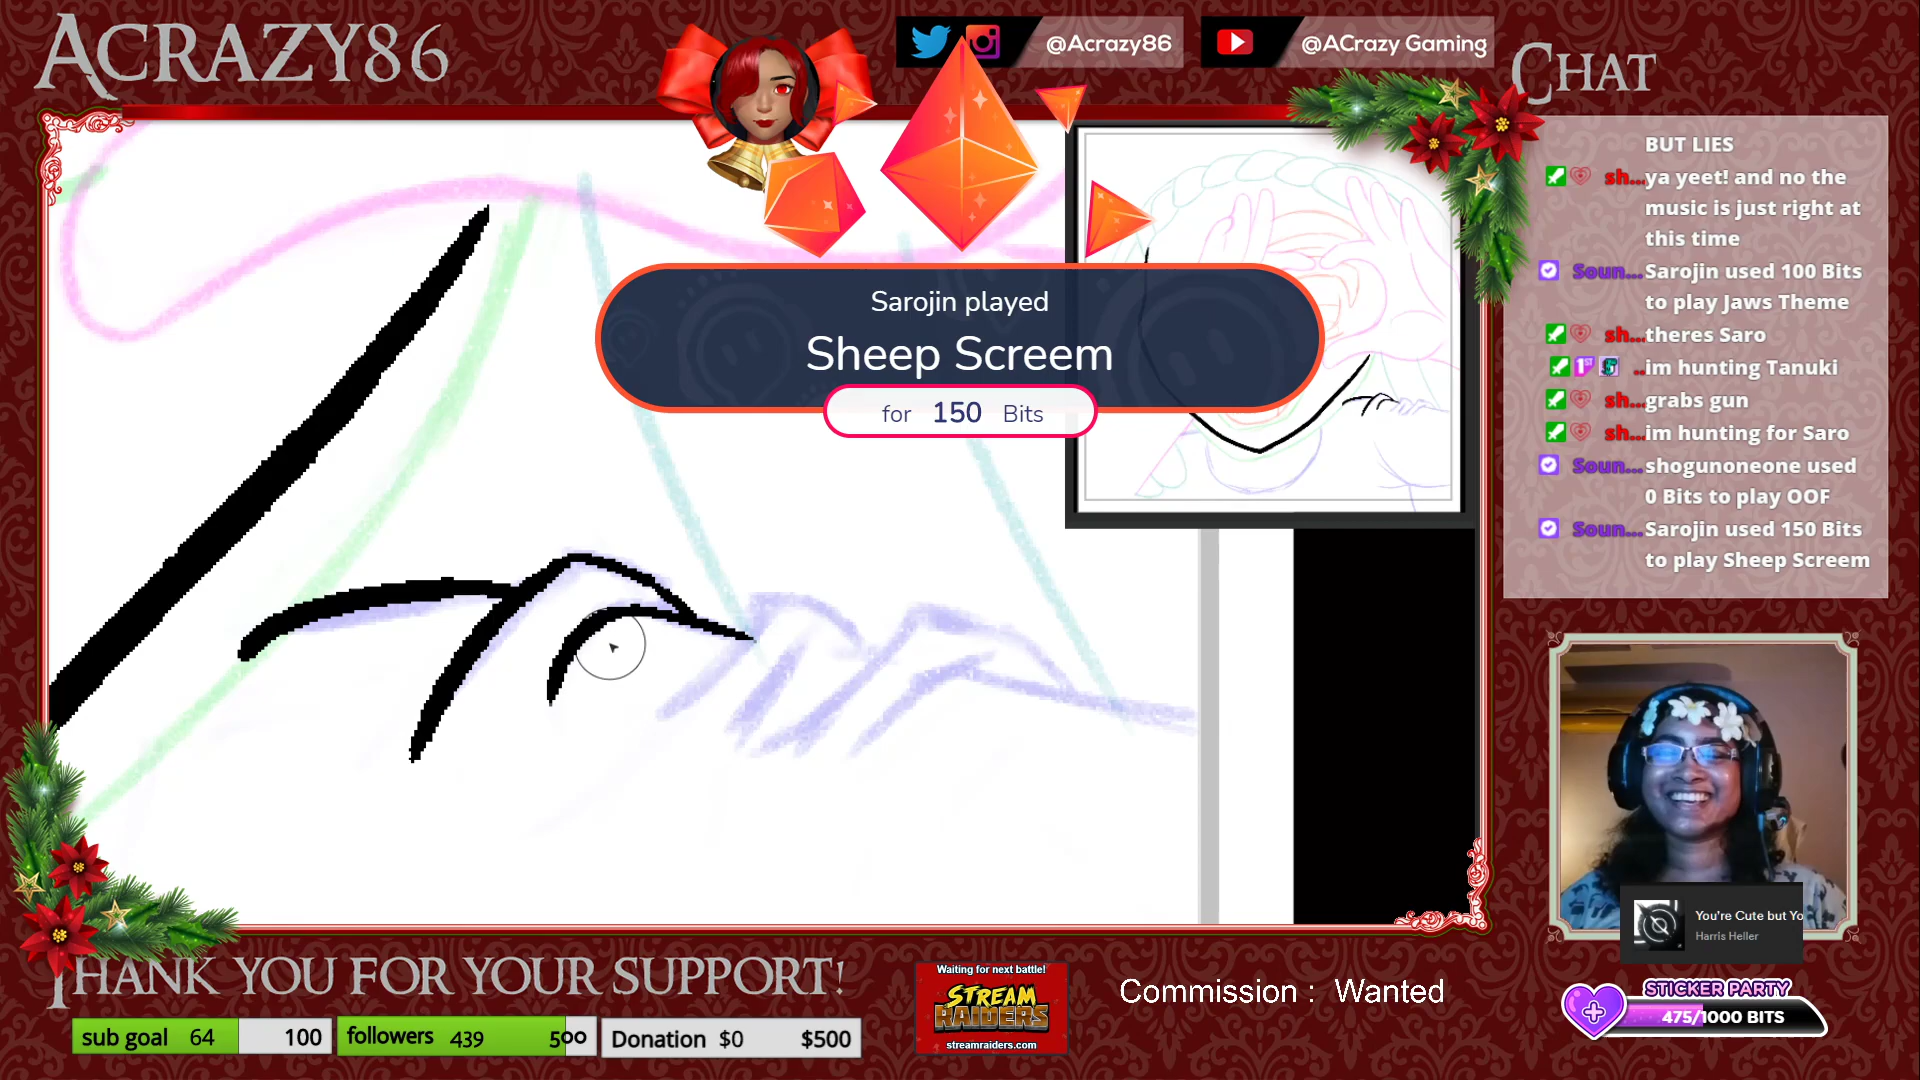 ACRAZY86
@Acrazy86
@ACrazy Gaming
CHAT
Sarojin played
Sheep Screem
for 150 Bits
BUT LIES
sh... ya yeet! and no the
music is just right at
this time
Soun... Sarojin used 100 Bits
to play Jaws Theme
sh... theres Saro
1ST .. im hunting Tanuki
sh... grabs gun
sh... im hunting for Saro
Soun... shogunoneone used
0 Bits to play OOF
Soun... Sarojin used 150 Bits
to play Sheep Screem
You're Cute but Yo
Harris Heller
THANK YOU FOR YOUR SUPPORT!
sub goal 64 100
followers 439 500
Donation $0 $500
Waiting for next battle!
STREAM
RAIDERS
streamraiders.com
Commission : Wanted
STICKER PARTY
475/1000 BITS